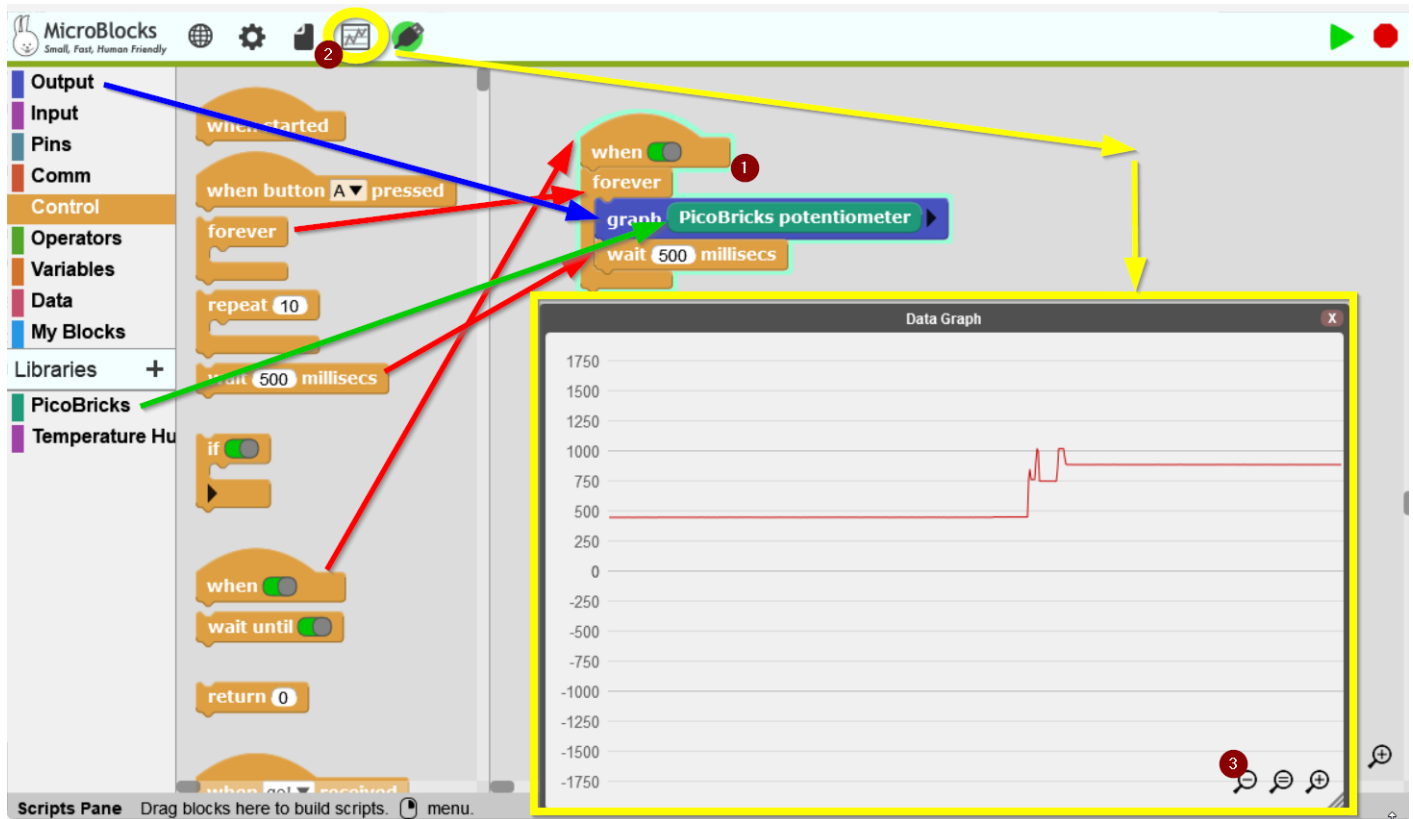 MicroBlocks
Small, Fast, Human Friendly
2
Output
Input
Pins
Comm
Control
Operators
Variables
Data
My Blocks
Libraries +
PicoBricks
Temperature Hu
when started
when button A pressed
forever
repeat 10
wait 500 millisecs
if
when
wait until
return 0
when go! received
when
1
forever
graph PicoBricks potentiometer
wait 500 millisecs
Data Graph
X
1750
1500
1250
1000
750
500
250
0
-250
-500
-750
-1000
-1250
-1500
-1750
3
Scripts Pane Drag blocks here to build scripts. menu.